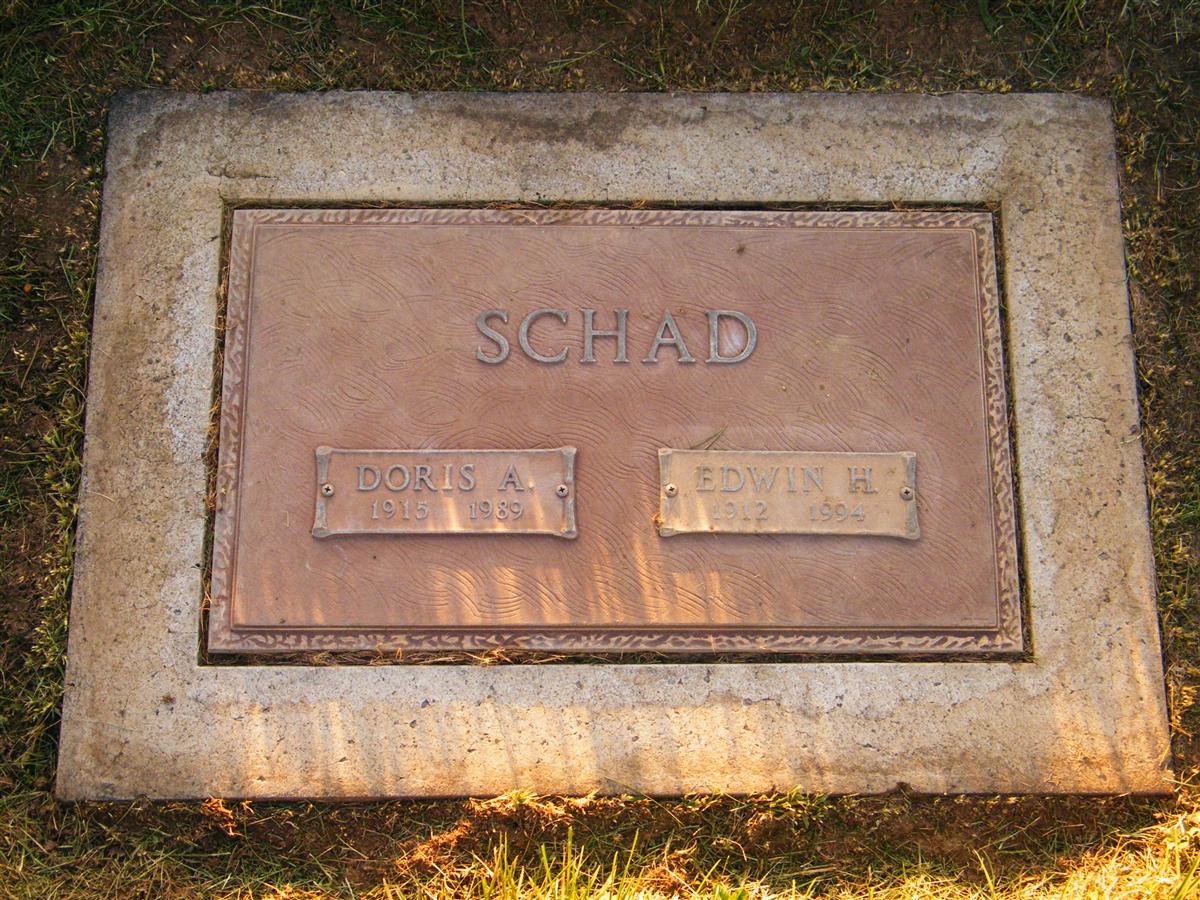 SCHAD
DORIS A.
1915 1989
EDWIN H.
1912 1994